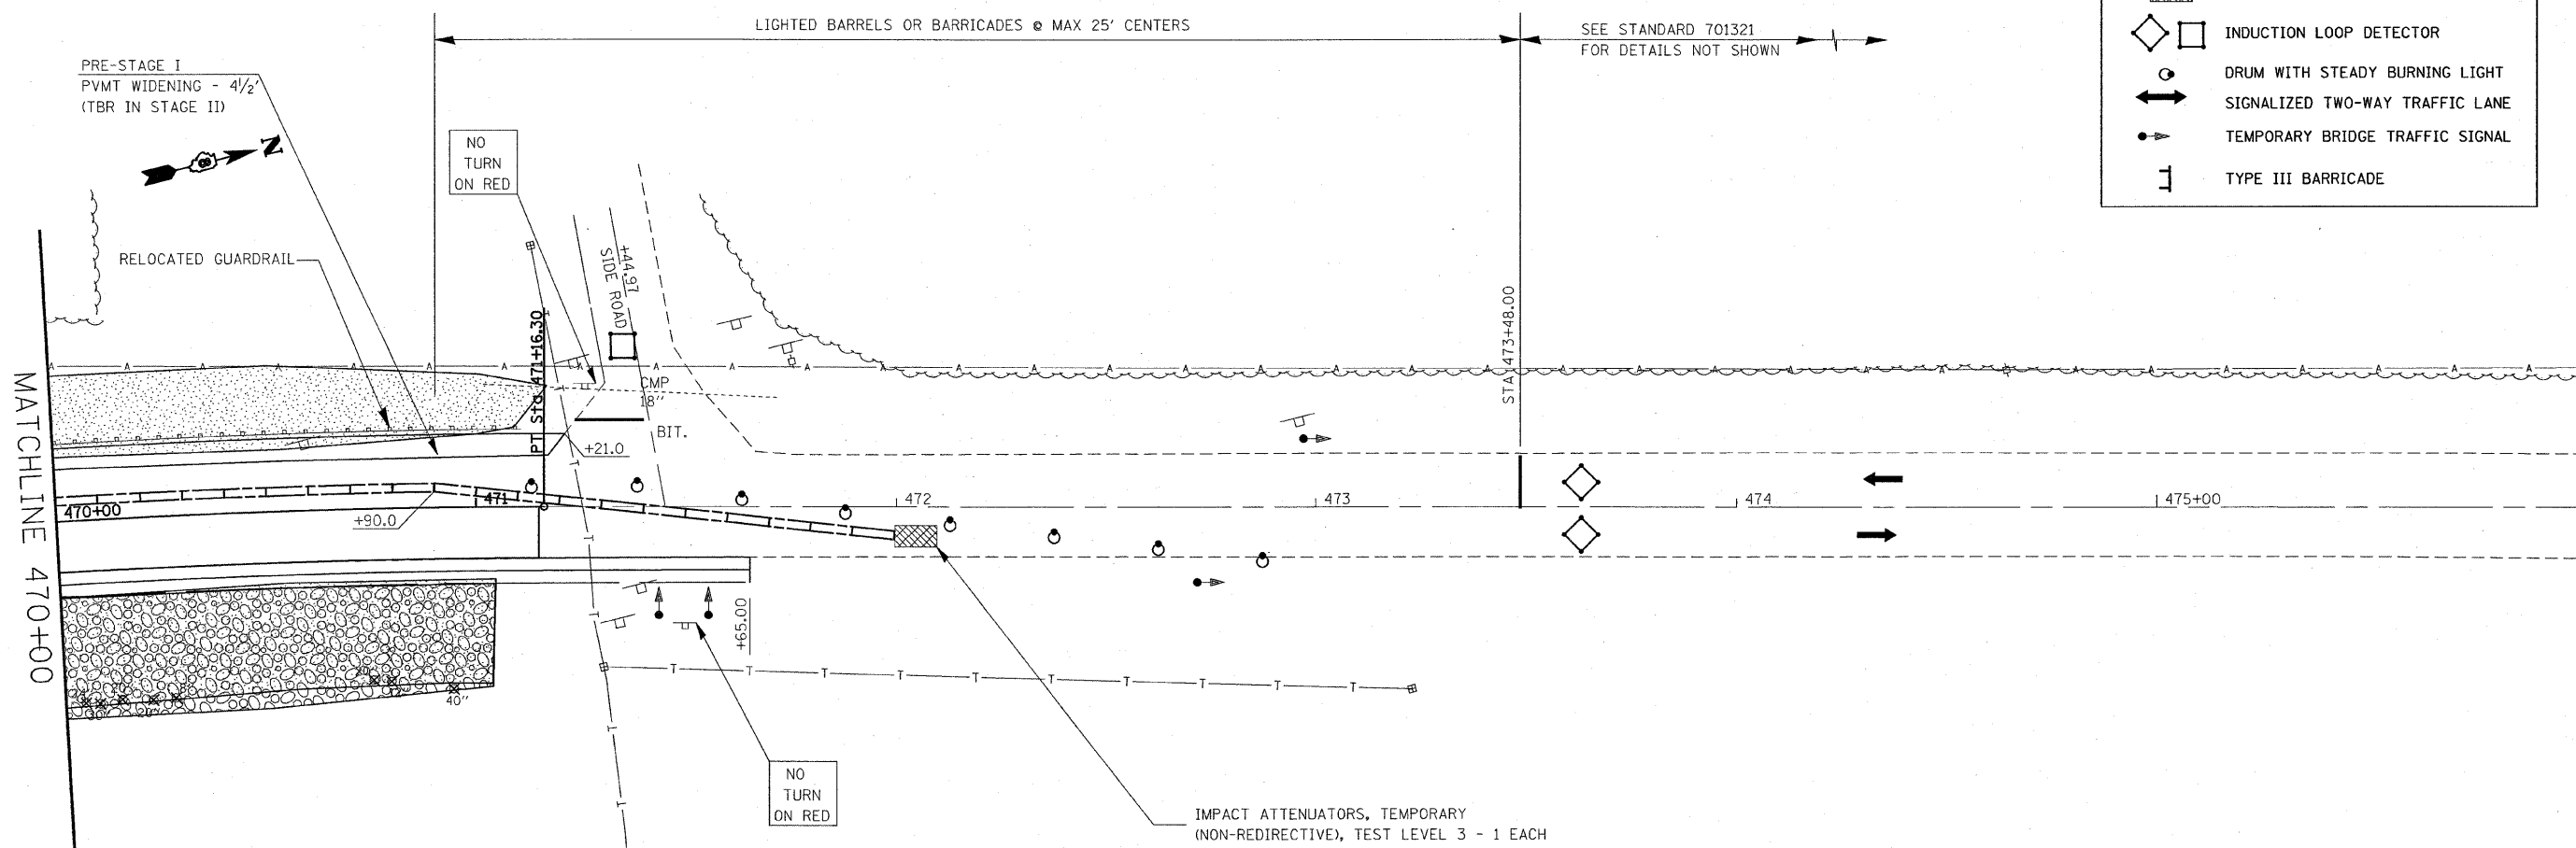 LIGHTED BARRELS OR BARRICADES @ MAX 25' CENTERS
SEE STANDARD 701321
FOR DETAILS NOT SHOWN
INDUCTION LOOP DETECTOR
DRUM WITH STEADY BURNING LIGHT
SIGNALIZED TWO-WAY TRAFFIC LANE
TEMPORARY BRIDGE TRAFFIC SIGNAL
TYPE III BARRICADE
PRE-STAGE I
PVMT WIDENING - 4½'
(TBR IN STAGE II)
N
NO
TURN
ON RED
RELOCATED GUARDRAIL
+44.97
SIDE ROAD
PT Sta 471+16.30
STA 473+48.00
CMP
18"
BIT.
+21.0
MATCHLINE 470+00
470+00
471
472
473
474
475+00
+90.0
+65.00
A A A A A A A A A A A A A A A A A A A A A A A A A A A A A A A A A A
T T T T T T T T T T
30"
20"
12"
40"
NO
TURN
ON RED
IMPACT ATTENUATORS, TEMPORARY
(NON-REDIRECTIVE), TEST LEVEL 3 - 1 EACH